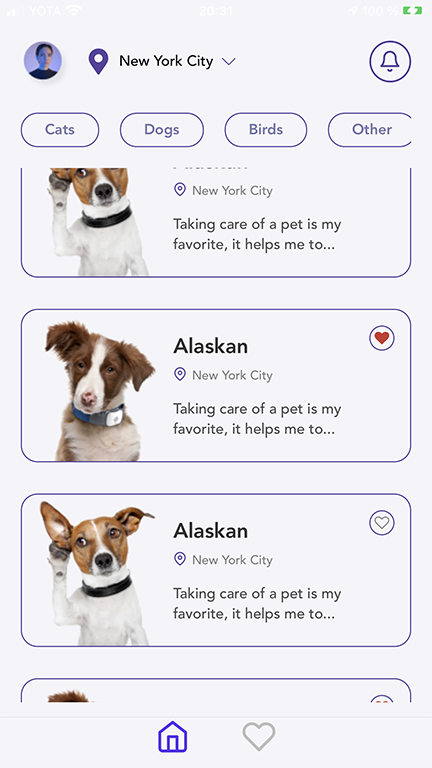 YOTA 20:31 100 %
New York City
Cats Dogs Birds Other
New York City
Taking care of a pet is my
favorite, it helps me to...
Alaskan
New York City
Taking care of a pet is my
favorite, it helps me to...
Alaskan
New York City
Taking care of a pet is my
favorite, it helps me to...